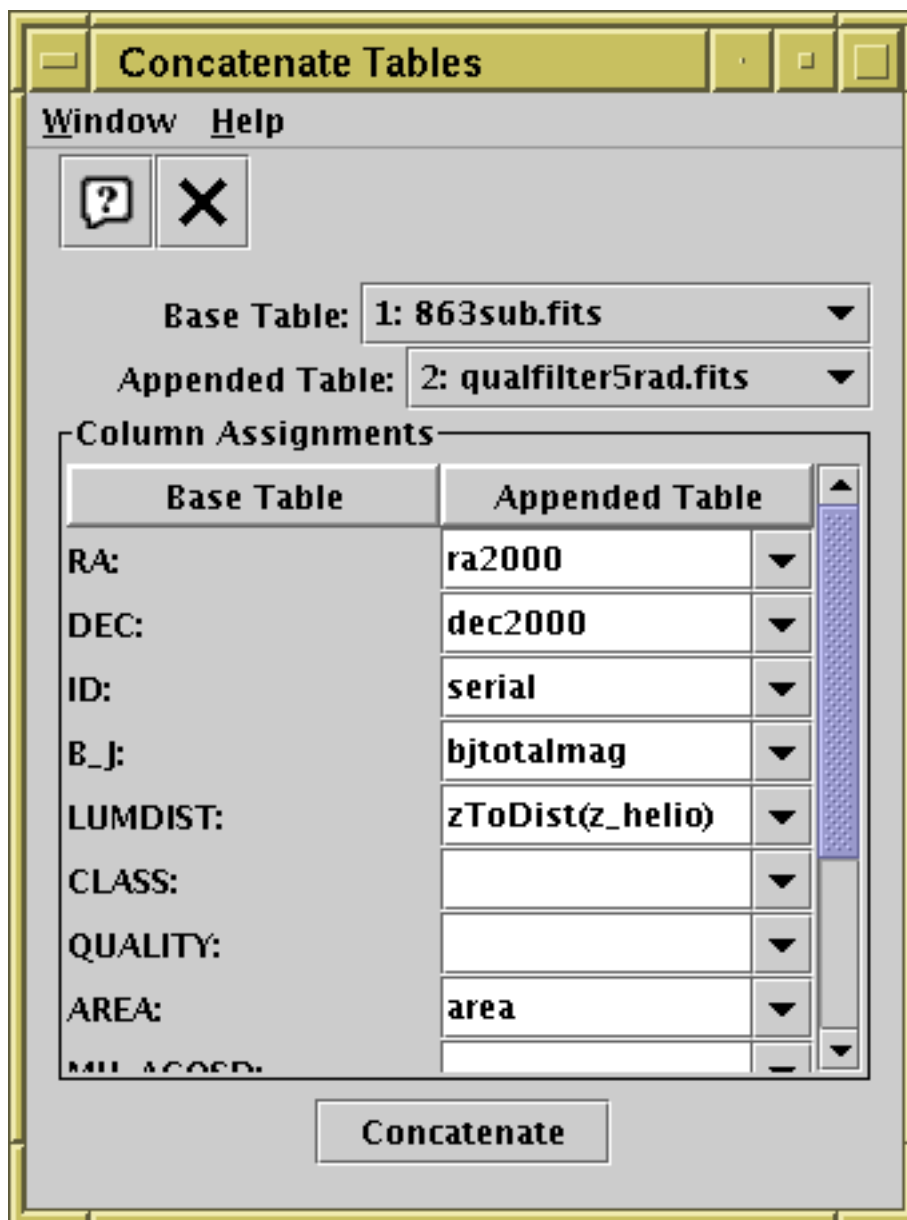 Concatenate Tables
Window Help
?
Base Table: 1: 863sub.fits
Appended Table: 2: qualfilter5rad.fits
Column Assignments
Base Table Appended Table
RA: ra2000
DEC: dec2000
ID: serial
B_J: bjtotalmag
LUMDIST: zToDist(z_helio)
CLASS:
QUALITY:
AREA: area
Concatenate